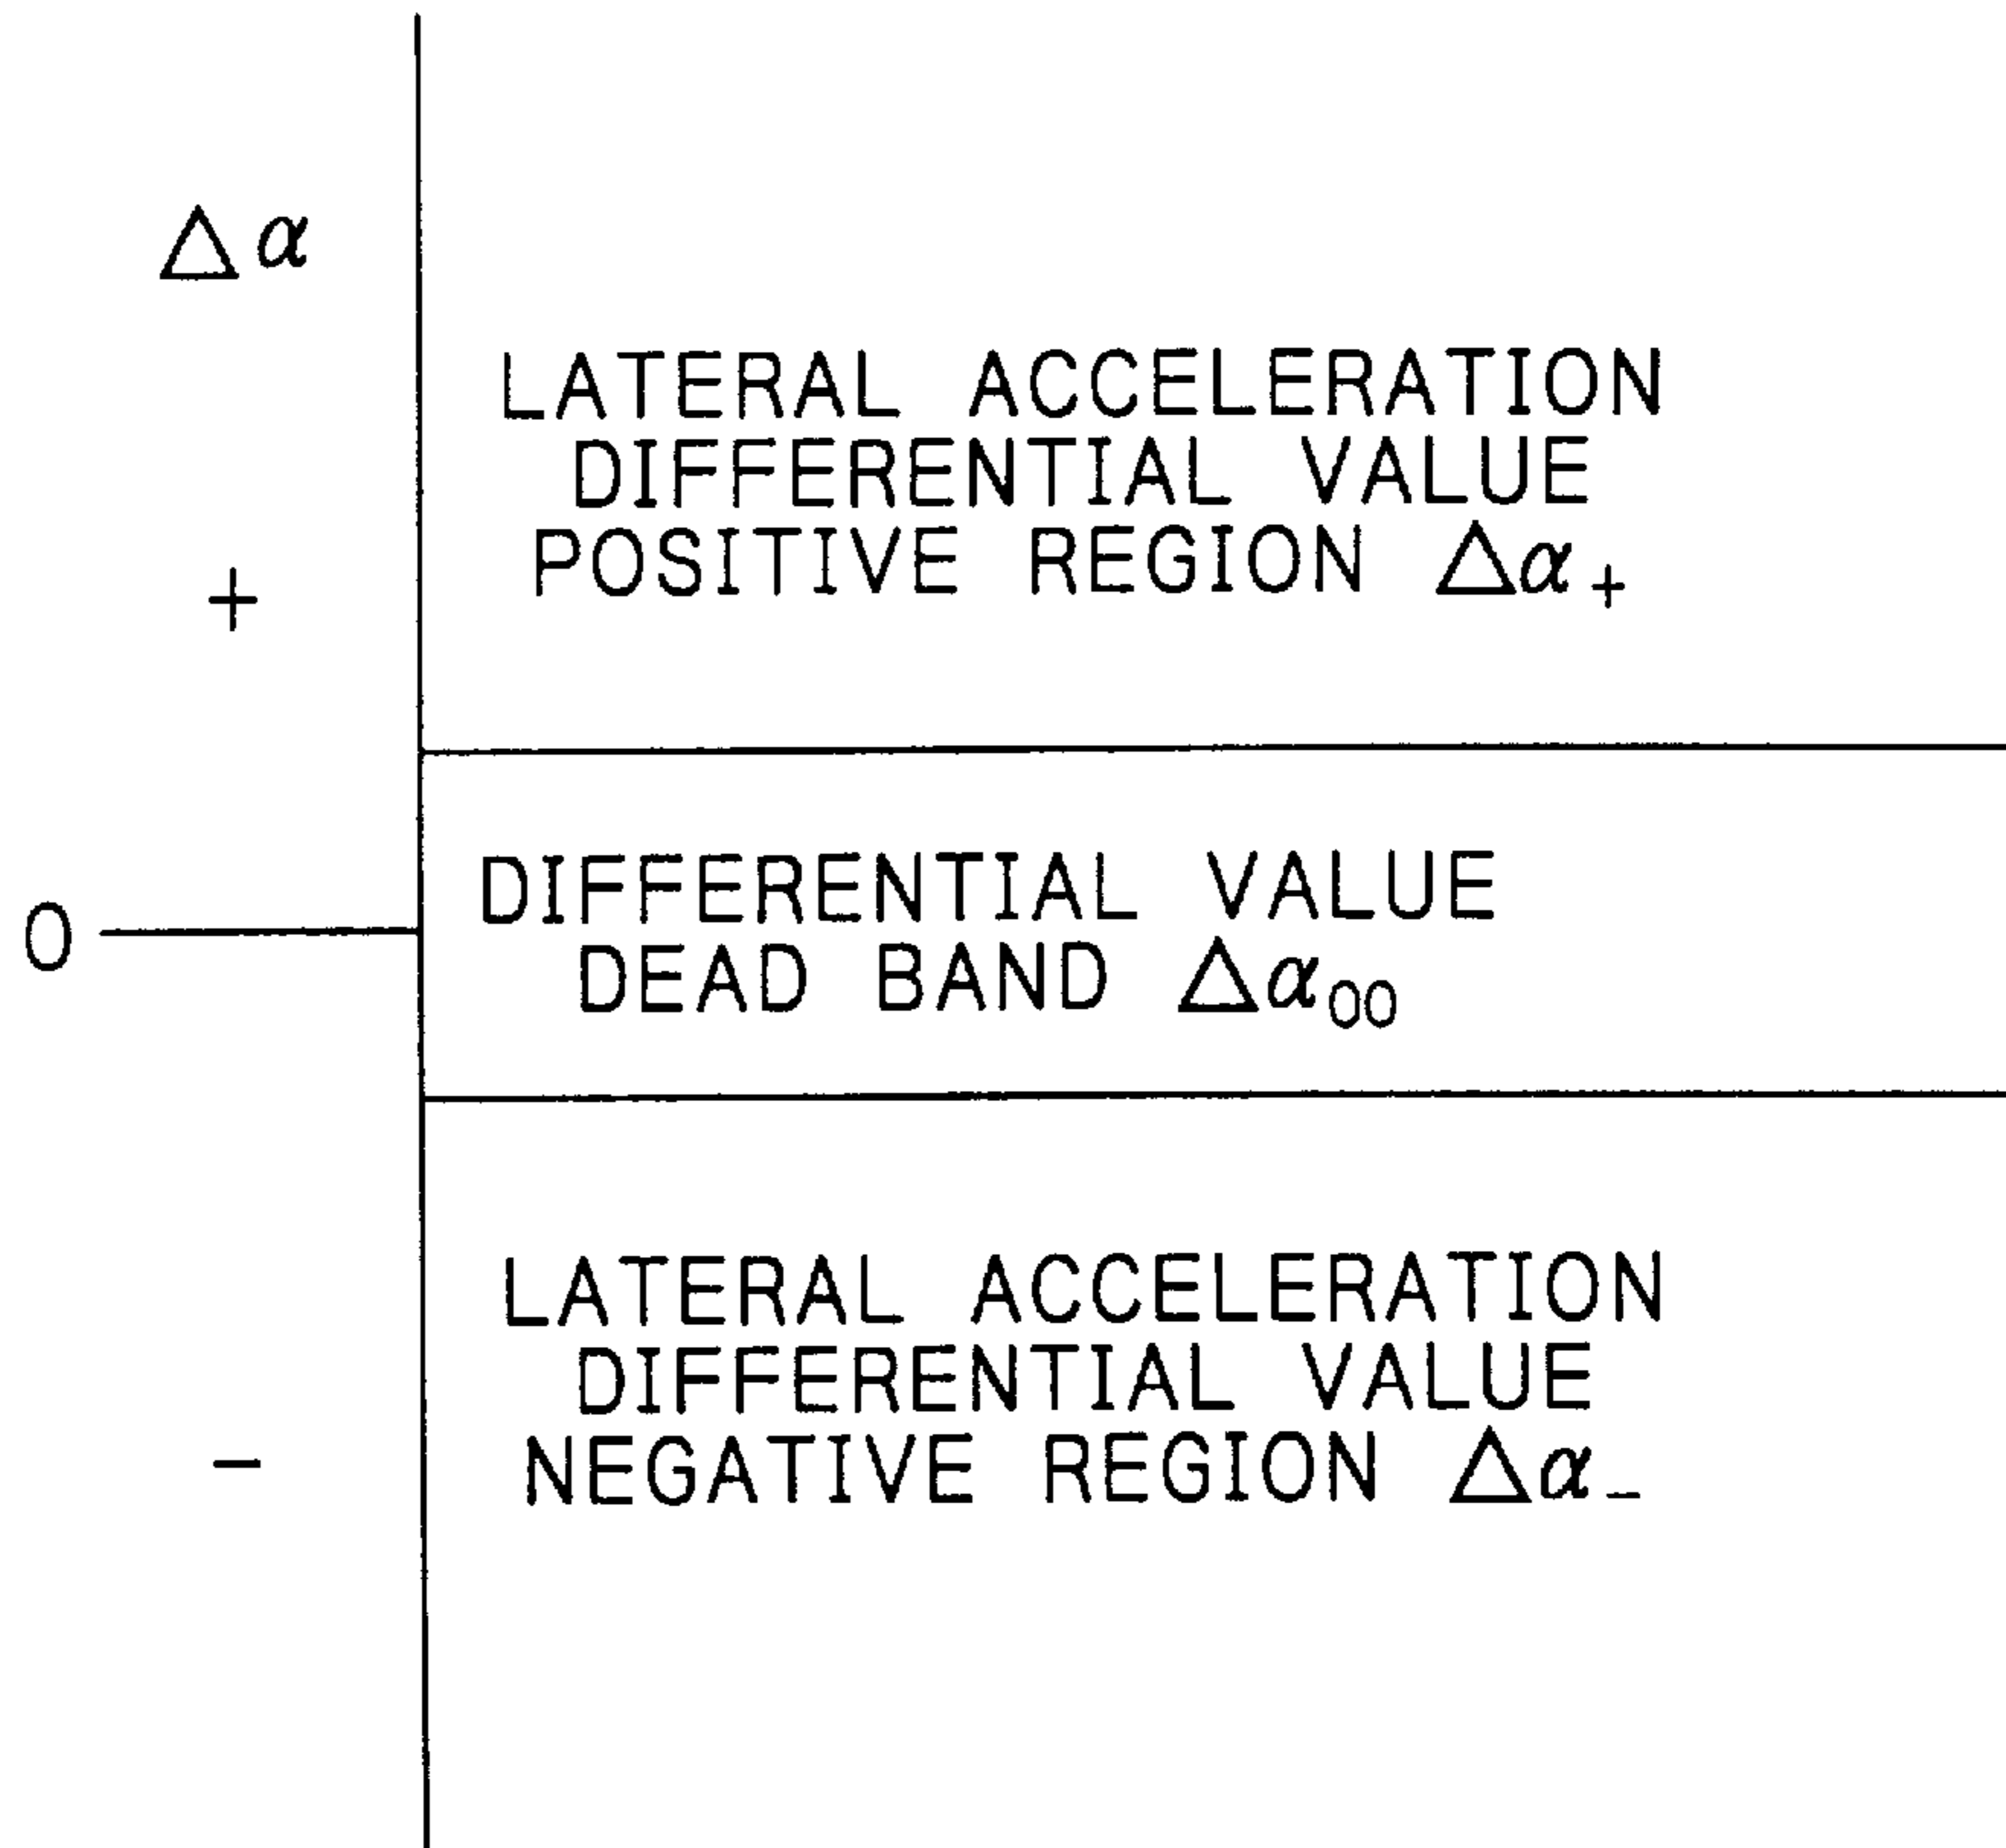 Δα
LATERAL ACCELERATION
DIFFERENTIAL VALUE
POSITIVE REGION Δα+
+
DIFFERENTIAL VALUE
0
DEAD BAND Δα00
LATERAL ACCELERATION
DIFFERENTIAL VALUE
NEGATIVE REGION Δα-
-